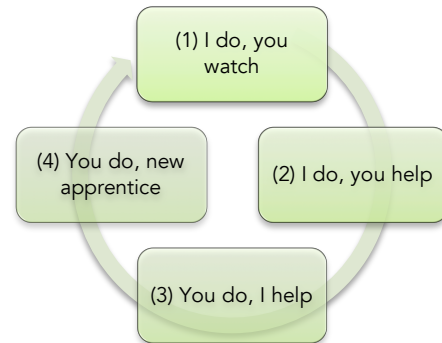 (1) I do, you
watch
(2) I do, you help
(3) You do, I help
(4) You do, new
apprentice